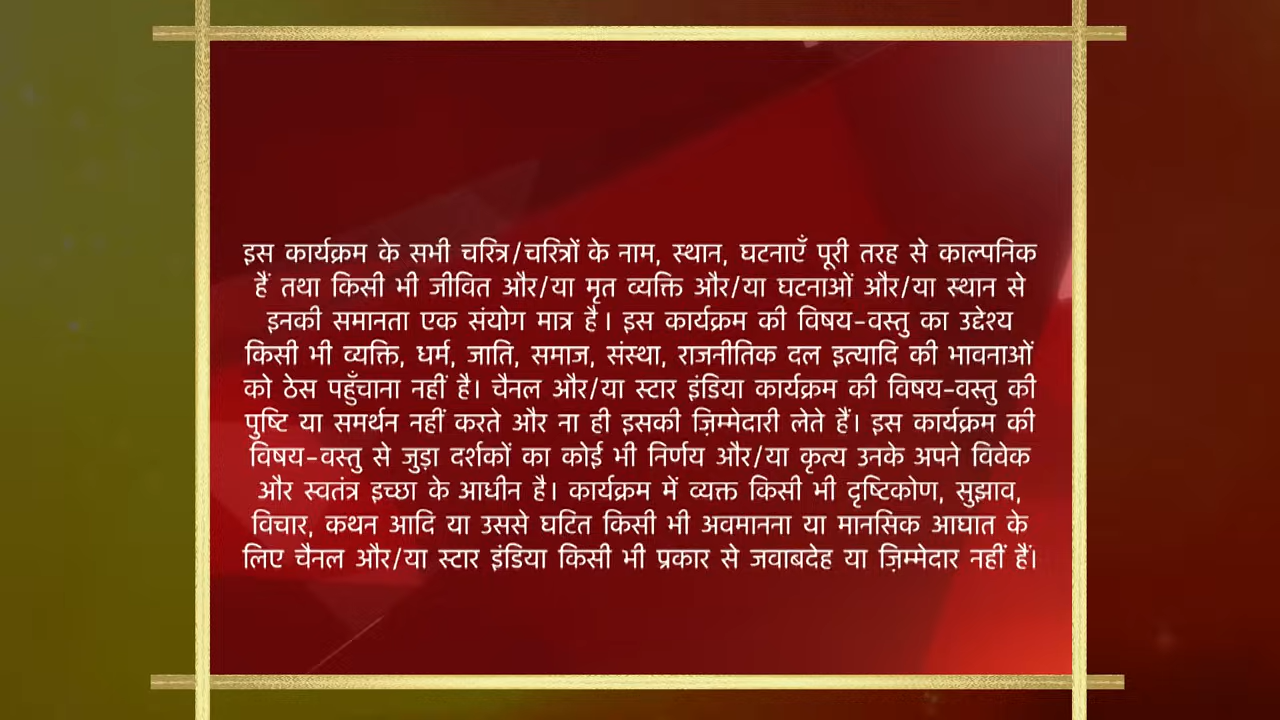 इस कार्यक्रम के सभी चरित्र/चरित्रों के नाम, स्थान, घटनाएँ पूरी तरह से काल्पनिक
हैं तथा किसी भी जीवित और/या मृत व्यक्ति और/या घटनाओं और/या स्थान से
इनकी समानता एक संयोग मात्र है। इस कार्यक्रम की विषय-वस्तु का उद्देश्य
किसी भी व्यक्ति, धर्म, जाति, समाज, संस्था, राजनीतिक दल इत्यादि की भावनाओं
को ठेस पहुँचाना नहीं है। चैनल और/या स्टार इंडिया कार्यक्रम की विषय-वस्तु की
पुष्टि या समर्थन नहीं करते और ना ही इसकी ज़िम्मेदारी लेते हैं। इस कार्यक्रम की
विषय-वस्तु से जुड़ा दर्शकों का कोई भी निर्णय और/या कृत्य उनके अपने विवेक
और स्वतंत्र इच्छा के आधीन है। कार्यक्रम में व्यक्त किसी भी दृष्टिकोण, सुझाव,
विचार, कथन आदि या उससे घटित किसी भी अवमानना या मानसिक आघात के
लिए चैनल और/या स्टार इंडिया किसी भी प्रकार से जवाबदेह या ज़िम्मेदार नहीं हैं।